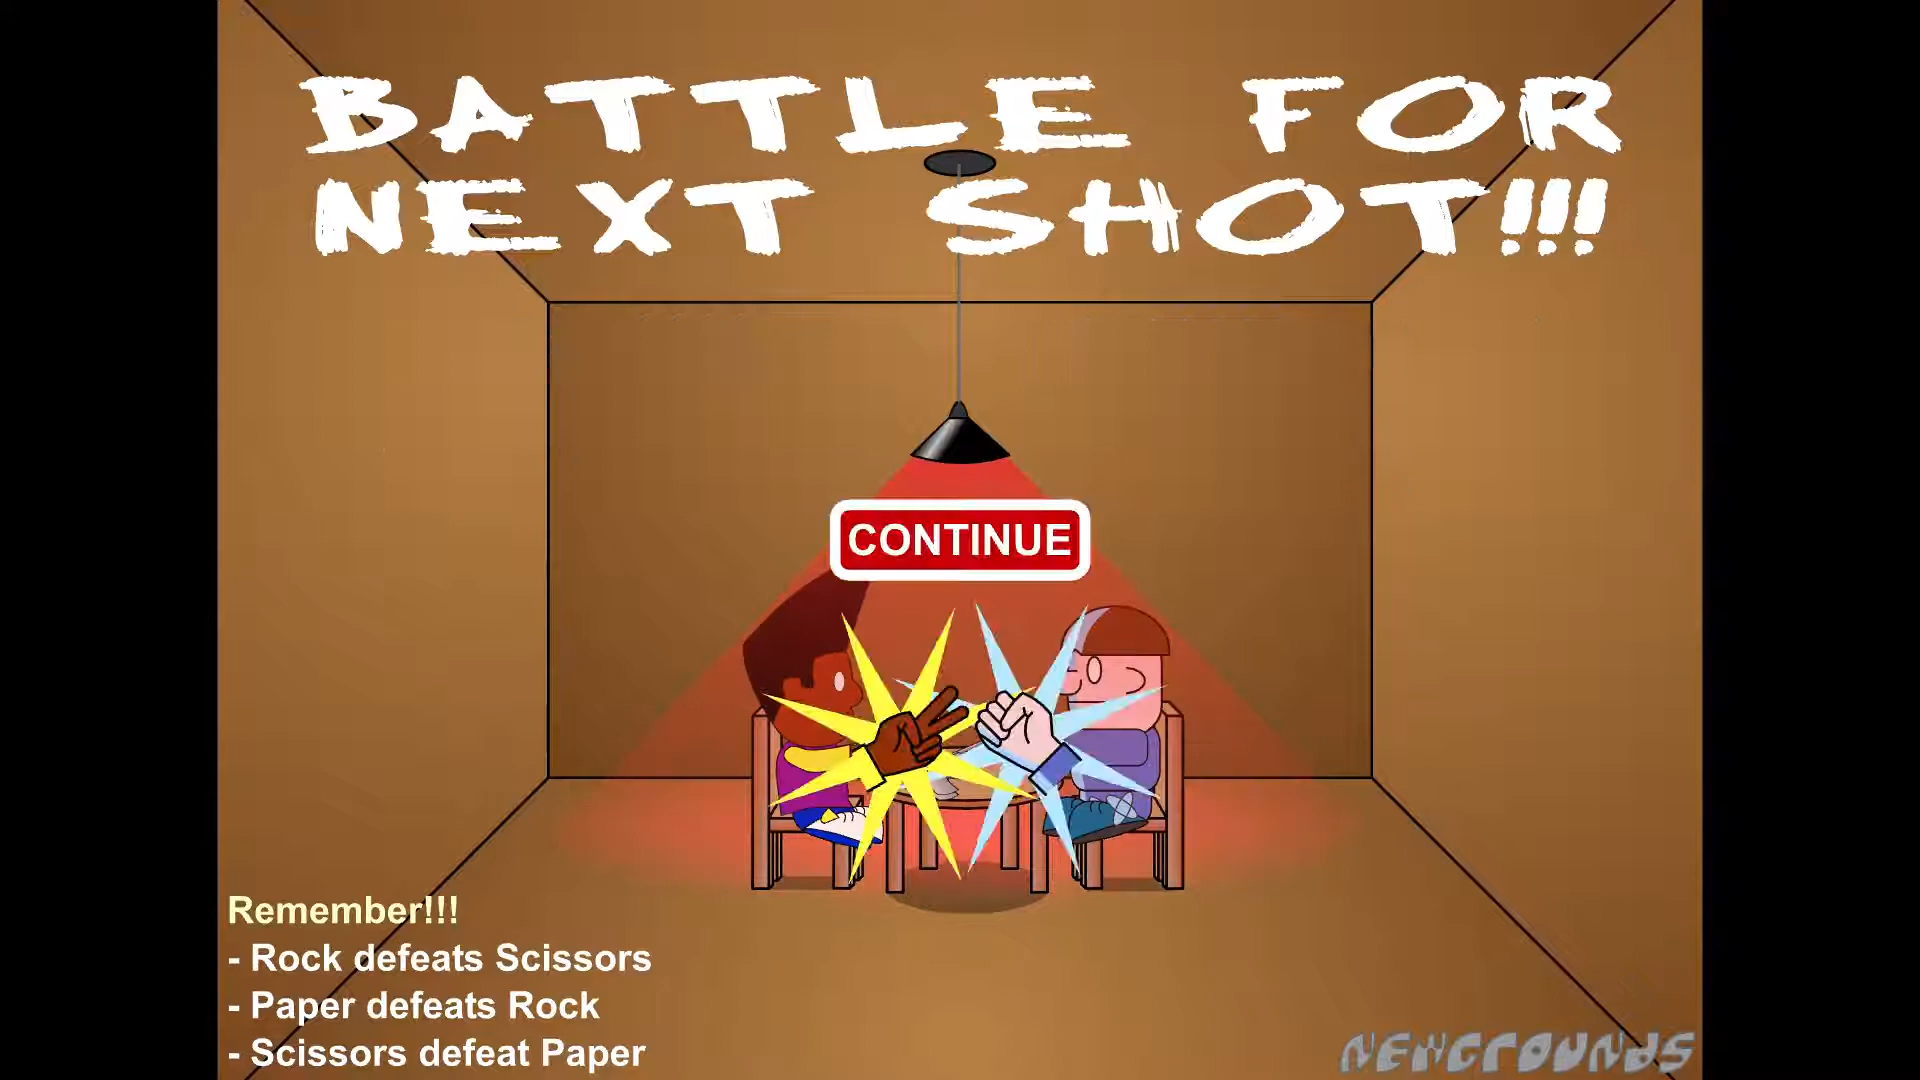 BATTLE FOR
NEXT SHOT!!!
CONTINUE
Remember!!!
- Rock defeats Scissors
- Paper defeats Rock
- Scissors defeat Paper
NEWGROUNDS